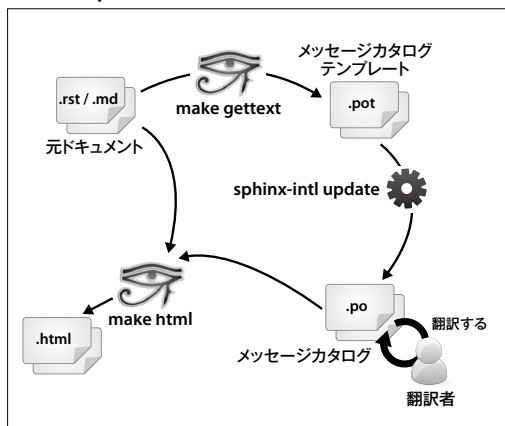 メッセージカタログ
テンプレート
.rst / .md
.pot
make gettext
元ドキュメント
sphinx-intl update
make html
.po
.html
翻訳する
メッセージカタログ
翻訳者